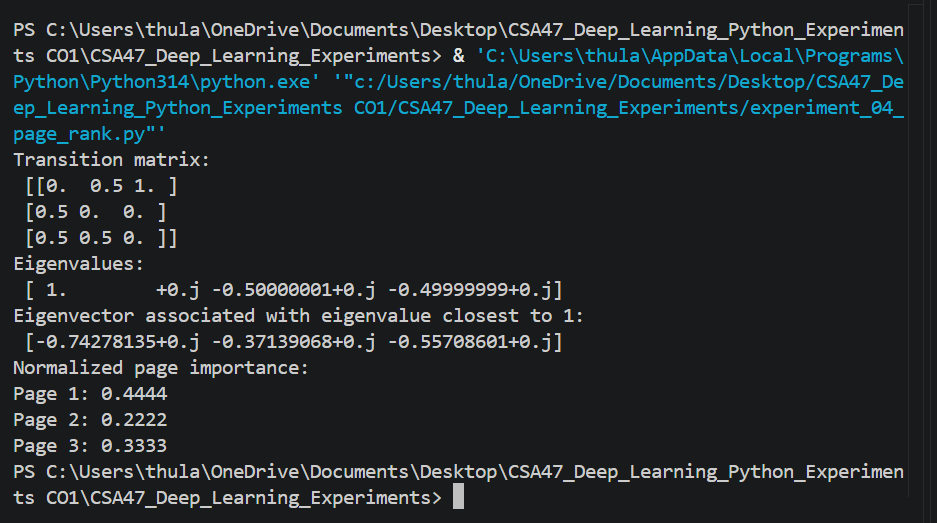 PS C:\Users\thula\OneDrive\Documents\Desktop\CSA47_Deep_Learning_Python_Experimen
ts CO1\CSA47_Deep_Learning_Experiments> & 'C:\Users\thula\AppData\Local\Programs\
Python\Python314\python.exe' '"c:/Users/thula/OneDrive/Documents/Desktop/CSA47_De
ep_Learning_Python_Experiments CO1/CSA47_Deep_Learning_Experiments/experiment_04_
page_rank.py"'
Transition matrix:
 [[0.  0.5 1. ]
 [0.5 0.  0. ]
 [0.5 0.5 0. ]]
Eigenvalues:
 [ 1.        +0.j -0.50000001+0.j -0.49999999+0.j]
Eigenvector associated with eigenvalue closest to 1:
 [-0.74278135+0.j -0.37139068+0.j -0.55708601+0.j]
Normalized page importance:
Page 1: 0.4444
Page 2: 0.2222
Page 3: 0.3333
PS C:\Users\thula\OneDrive\Documents\Desktop\CSA47_Deep_Learning_Python_Experimen
ts CO1\CSA47_Deep_Learning_Experiments>